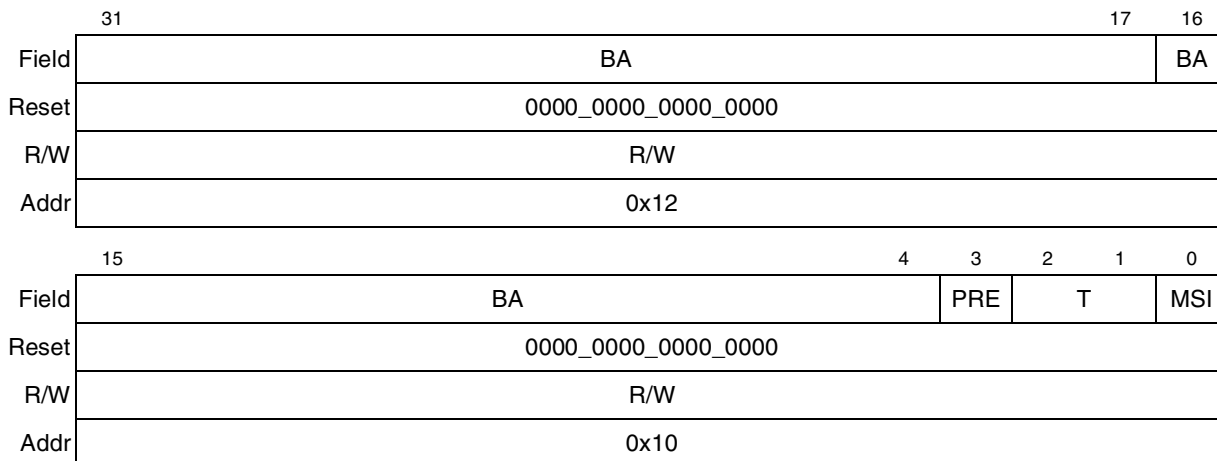 31 17 16
Field BA BA
Reset 0000_0000_0000_0000
R/W R/W
Addr 0x12
15 4 3 2 1 0
Field BA PRE T MSI
Reset 0000_0000_0000_0000
R/W R/W
Addr 0x10